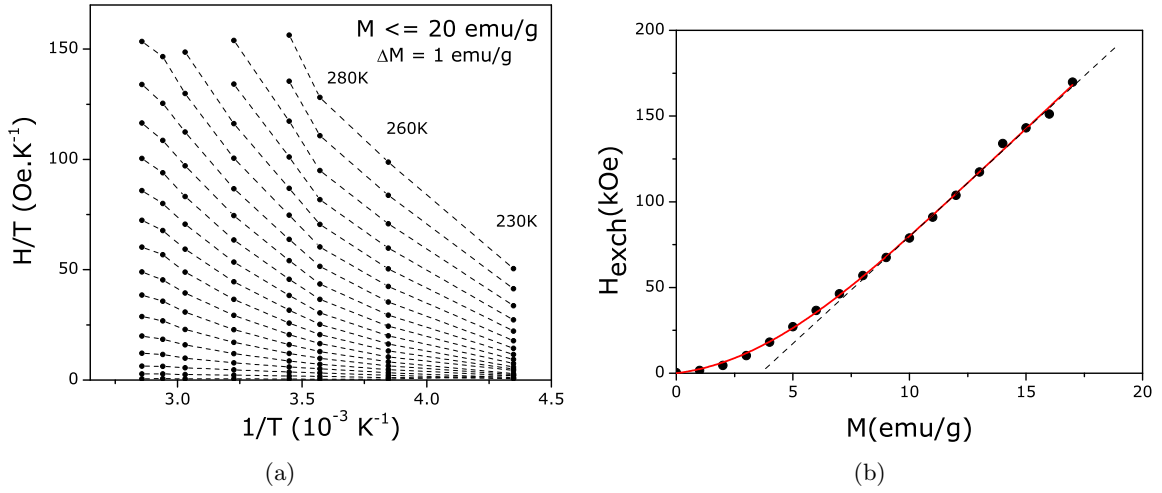 M <= 20 emu/g
ΔM = 1 emu/g
280K
260K
230K
150
100
50
0
H/T (Oe.K⁻¹)
3.0 3.5 4.0 4.5
1/T (10⁻³ K⁻¹)
(a)
200
150
100
50
0
H_exch(kOe)
0 5 10 15 20
M(emu/g)
(b)